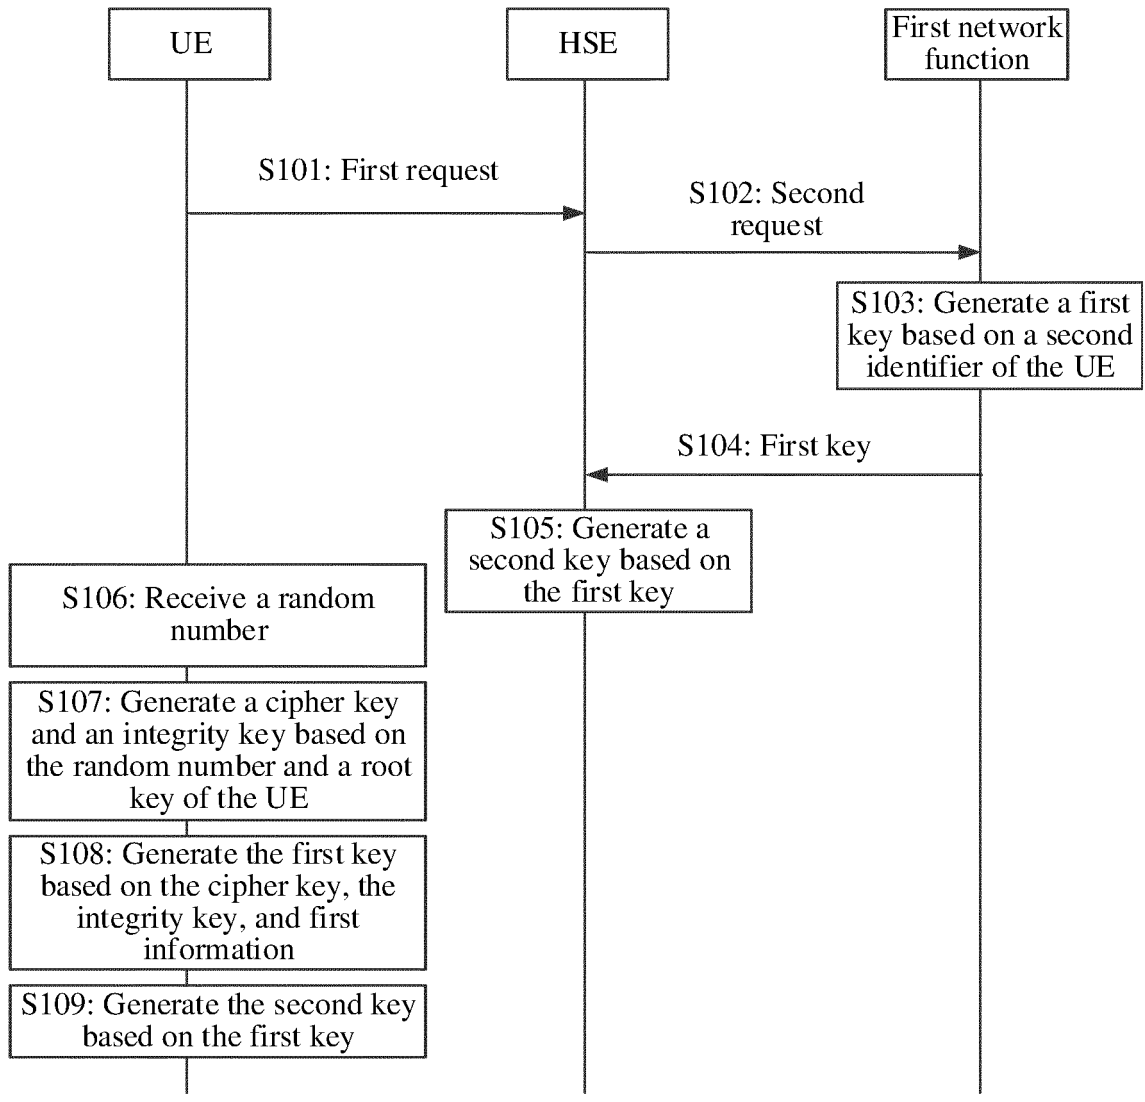 UE
HSE
First network
function
S101: First request
S102: Second
request
S103: Generate a first
key based on a second
identifier of the UE
S104: First key
S105: Generate a
second key based on
the first key
S106: Receive a random
number
S107: Generate a cipher key
and an integrity key based on
the random number and a root
key of the UE
S108: Generate the first key
based on the cipher key, the
integrity key, and first
information
S109: Generate the second key
based on the first key